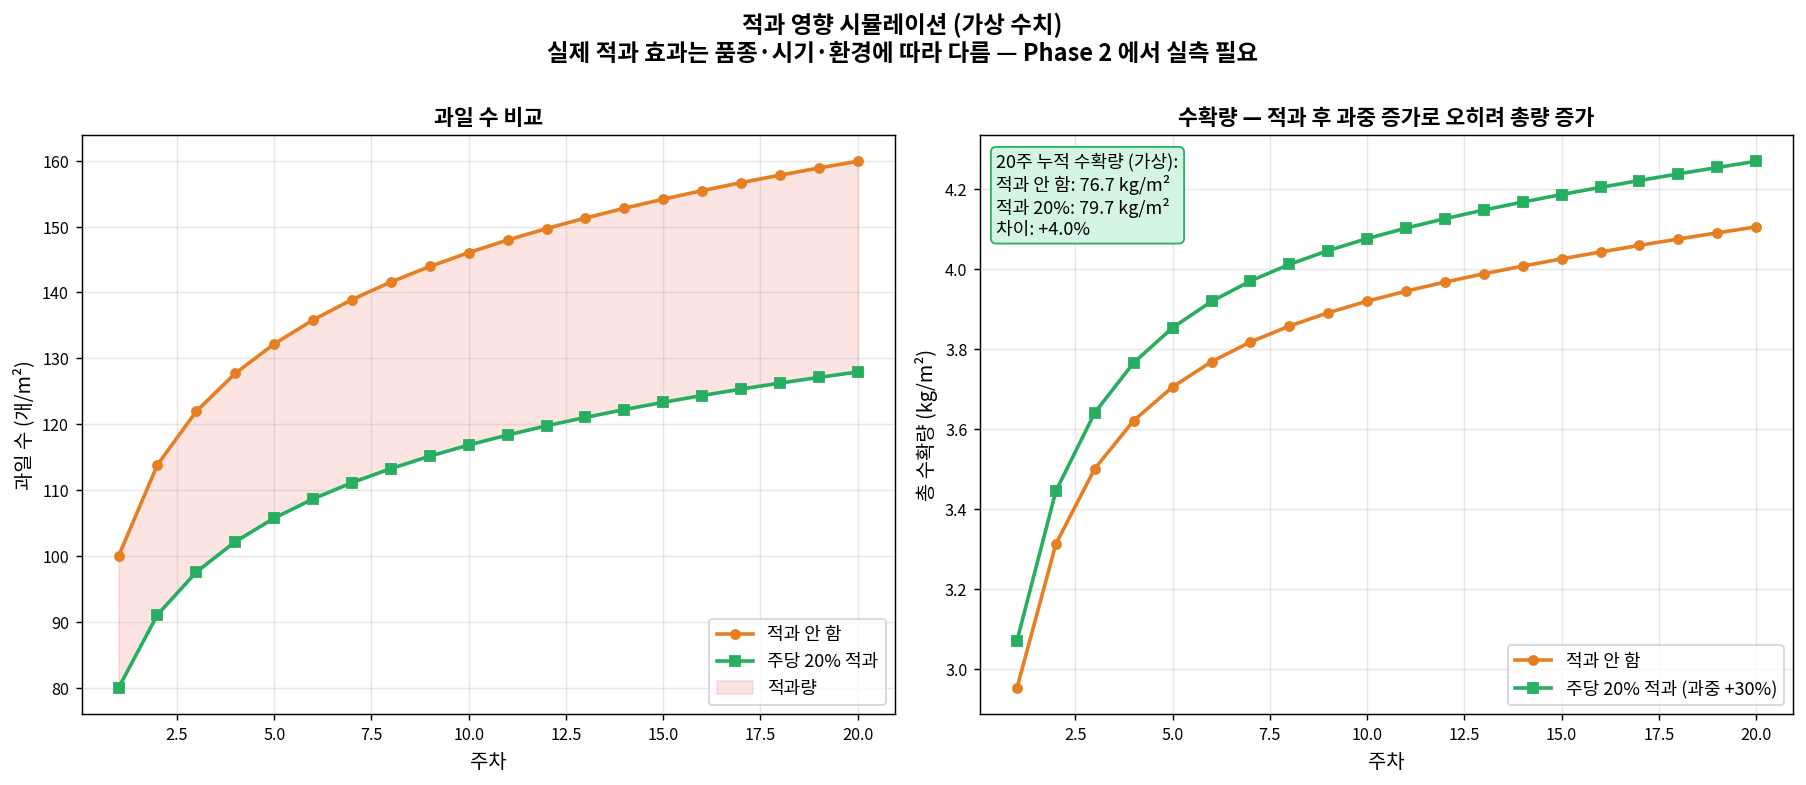 적과 영향 시뮬레이션 (가상 수치)
실제 적과 효과는 품종·시기·환경에 따라 다름 — Phase 2 에서 실측 필요
과일 수 비교
과일 수 (개/m²)
160
150
140
130
120
110
100
90
80
적과 안 함
주당 20% 적과
적과량
2.5 5.0 7.5 10.0 12.5 15.0 17.5 20.0
주차
수확량 — 적과 후 과중 증가로 오히려 총량 증가
총 수확량 (kg/m²)
20주 누적 수확량 (가상):
적과 안 함: 76.7 kg/m²
적과 20%: 79.7 kg/m²
차이: +4.0%
4.2
4.0
3.8
3.6
3.4
3.2
3.0
적과 안 함
주당 20% 적과 (과중 +30%)
2.5 5.0 7.5 10.0 12.5 15.0 17.5 20.0
주차